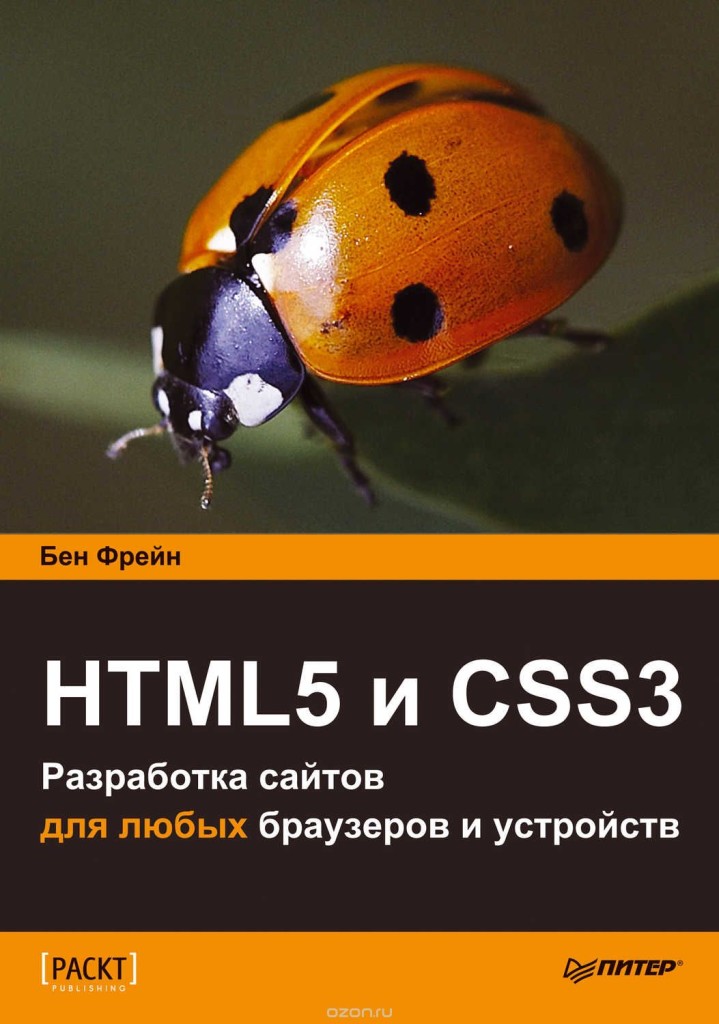 Бен Фрейн
HTML5 и CSS3
Разработка сайтов
для любых браузеров и устройств
[PACKT]
PUBLISHING
ПИТЕР®
ozon.ru